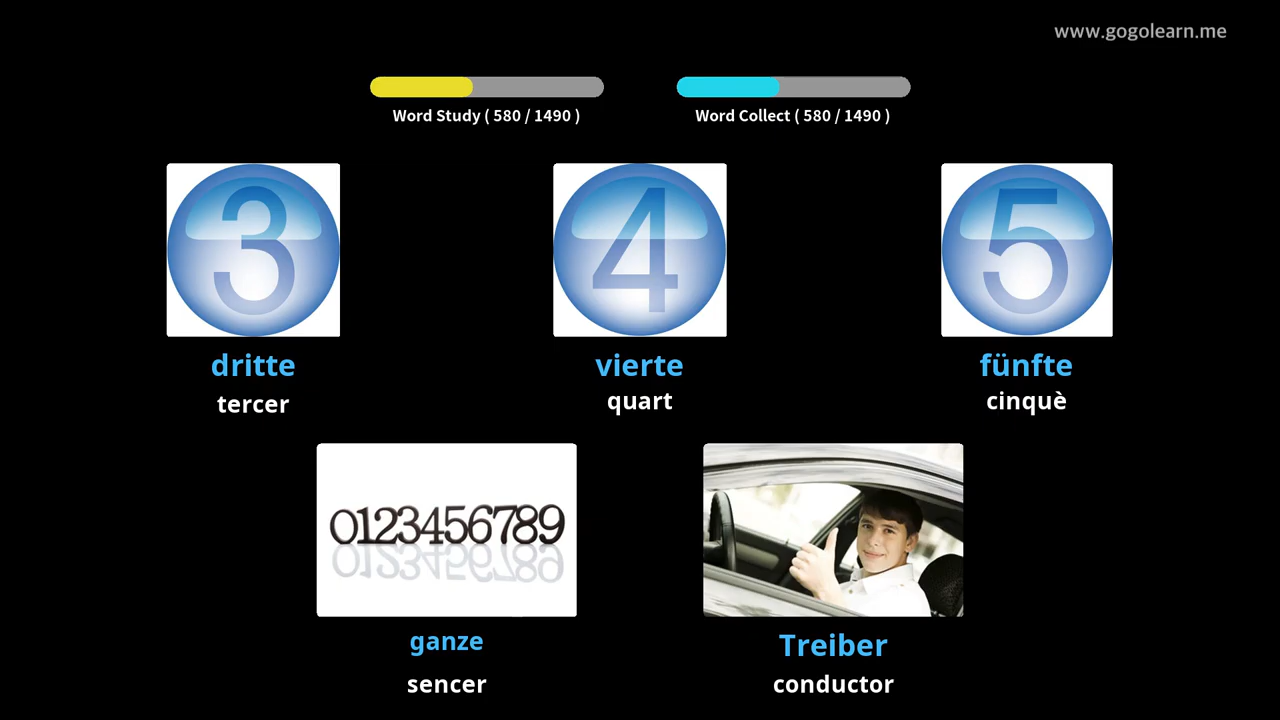 www.gogolearn.me
Word Study ( 580 / 1490 )
Word Collect ( 580 / 1490 )
3
4
5
dritte
vierte
fünfte
tercer
quart
cinquè
0123456789
ganze
Treiber
sencer
conductor